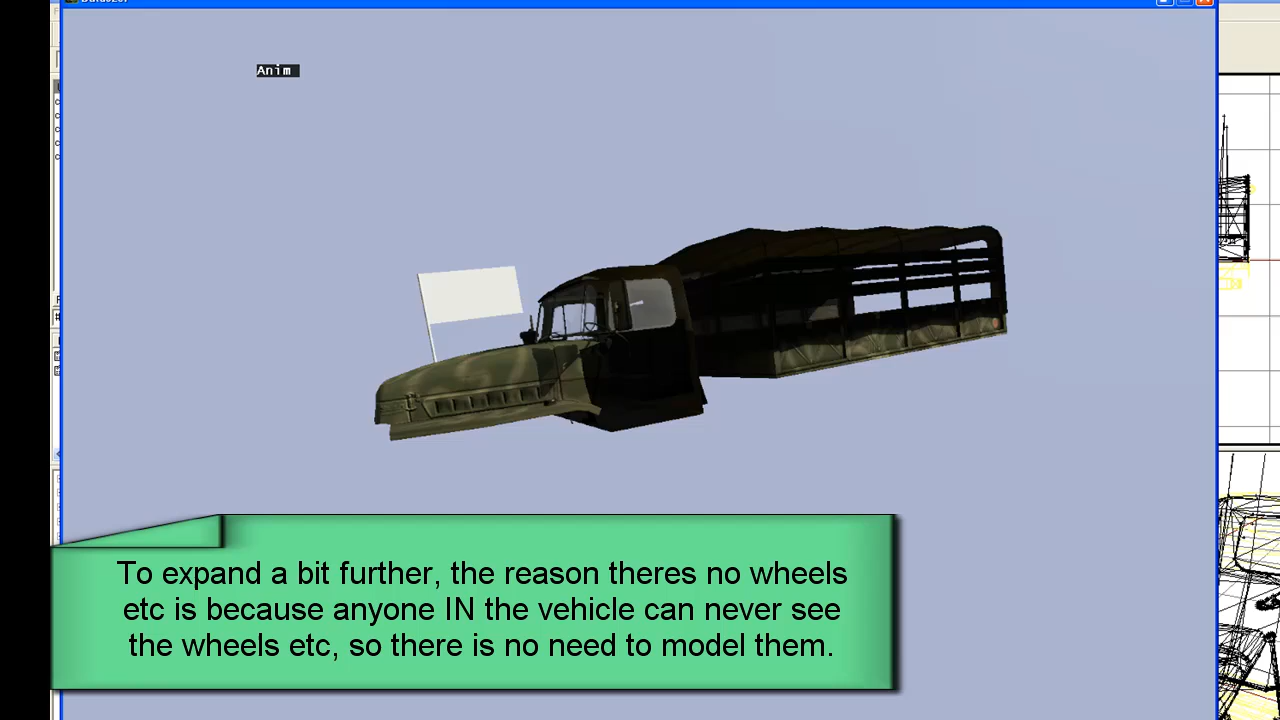 Anim
To expand a bit further, the reason theres no wheels
etc is because anyone IN the vehicle can never see
the wheels etc, so there is no need to model them.